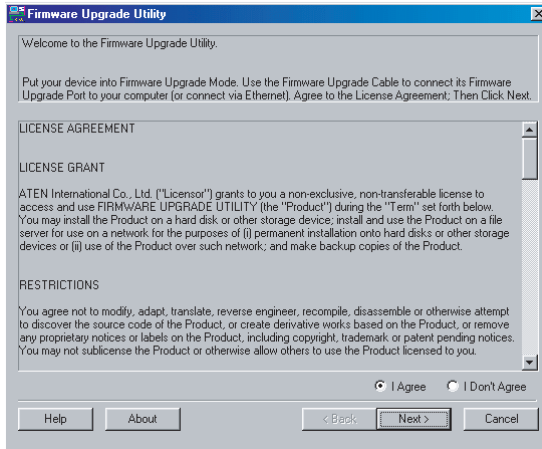 Firmware Upgrade Utility
Welcome to the Firmware Upgrade Utility.
Put your device into Firmware Upgrade Mode. Use the Firmware Upgrade Cable to connect its Firmware
Upgrade Port to your computer (or connect via Ethernet). Agree to the License Agreement; Then Click Next.
LICENSE AGREEMENT
LICENSE GRANT
ATEN International Co., Ltd. ("Licensor") grants to you a non-exclusive, non-transferable license to
access and use FIRMWARE UPGRADE UTILITY (the "Product") during the "Term" set forth below.
You may install the Product on a hard disk or other storage device; install and use the Product on a file
server for use on a network for the purposes of (i) permanent installation onto hard disks or other storage
devices or (ii) use of the Product over such network; and make backup copies of the Product.
RESTRICTIONS
You agree not to modify, adapt, translate, reverse engineer, recompile, disassemble or otherwise attempt
to discover the source code of the Product, or create derivative works based on the Product, or remove
any proprietary notices or labels on the Product, including copyright, trademark or patent pending notices.
You may not sublicense the Product or otherwise allow others to use the Product licensed to you.
I Agree I Don't Agree
Help About < Back Next > Cancel